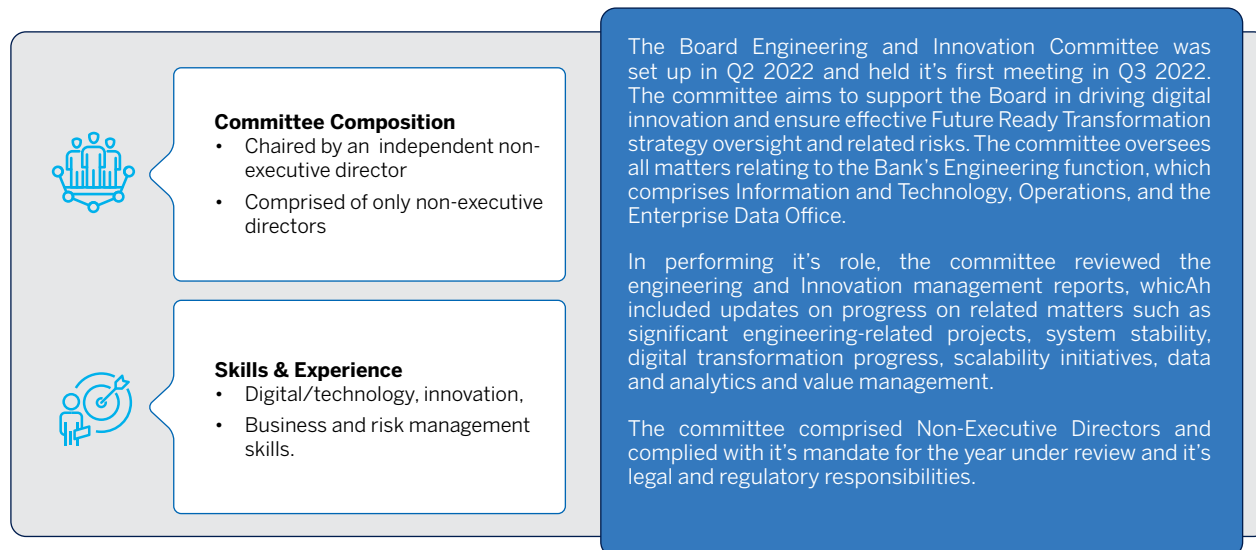 Committee Composition
• Chaired by an independent non-
executive director
• Comprised of only non-executive
directors
Skills & Experience
• Digital/technology, innovation,
• Business and risk management
skills.
The Board Engineering and Innovation Committee was
set up in Q2 2022 and held it's first meeting in Q3 2022.
The committee aims to support the Board in driving digital
innovation and ensure effective Future Ready Transformation
strategy oversight and related risks. The committee oversees
all matters relating to the Bank's Engineering function, which
comprises Information and Technology, Operations, and the
Enterprise Data Office.
In performing it's role, the committee reviewed the
engineering and Innovation management reports, whicAh
included updates on progress on related matters such as
significant engineering-related projects, system stability,
digital transformation progress, scalability initiatives, data
and analytics and value management.
The committee comprised Non-Executive Directors and
complied with it's mandate for the year under review and it's
legal and regulatory responsibilities.